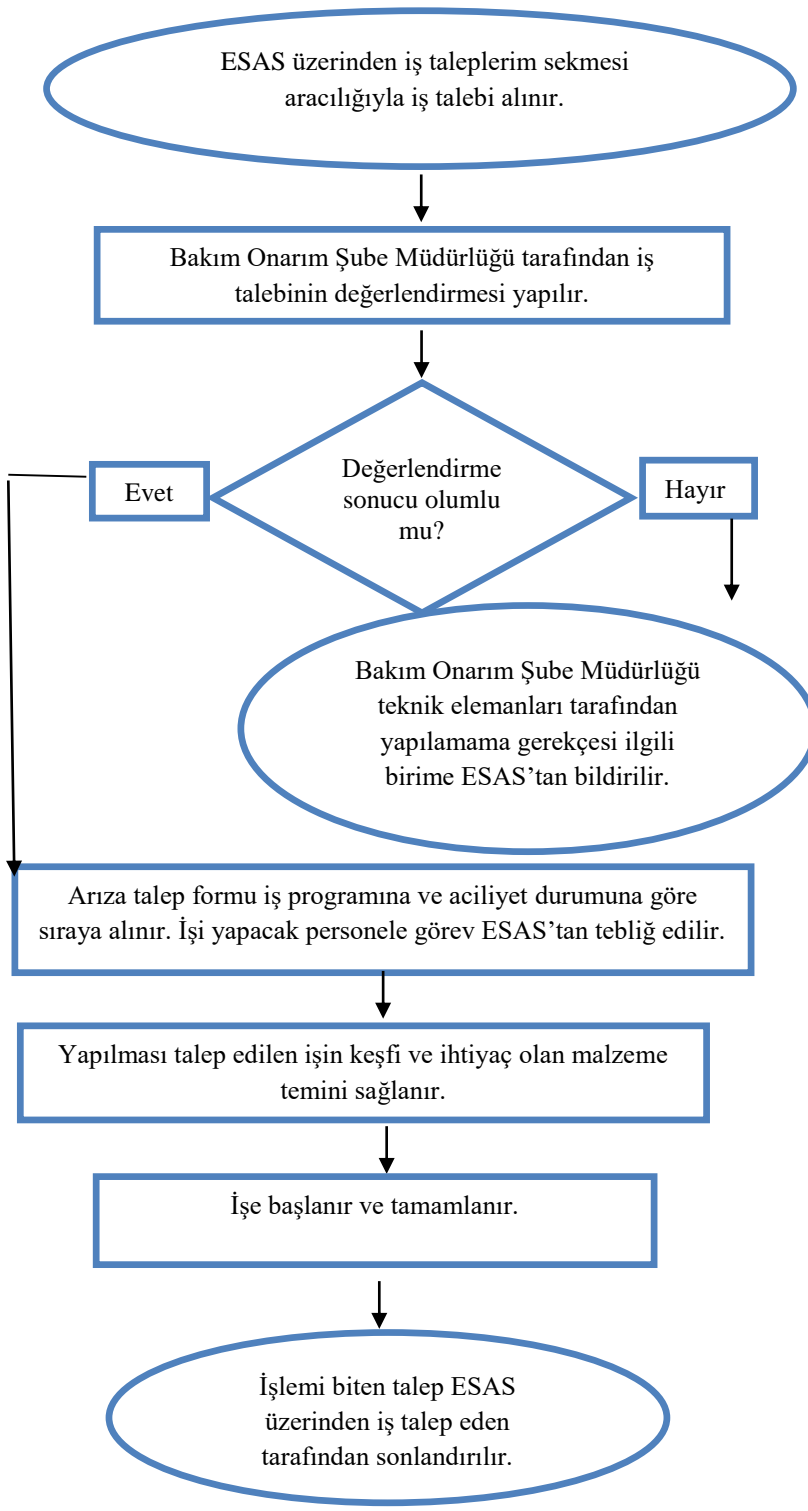 ESAS üzerinden iş taleplerim sekmesi
aracılığıyla iş talebi alınır.
Bakım Onarım Şube Müdürlüğü tarafından iş
talebinin değerlendirmesi yapılır.
Değerlendirme
sonucu olumlu
mu?
Evet
Hayır
Bakım Onarım Şube Müdürlüğü
teknik elemanları tarafından
yapılamama gerekçesi ilgili
birime ESAS’tan bildirilir.
Arıza talep formu iş programına ve aciliyet durumuna göre
sıraya alınır. İşi yapacak personele görev ESAS’tan tebliğ edilir.
Yapılması talep edilen işin keşfi ve ihtiyaç olan malzeme
temini sağlanır.
İşe başlanır ve tamamlanır.
İşlemi biten talep ESAS
üzerinden iş talep eden
tarafından sonlandırılır.